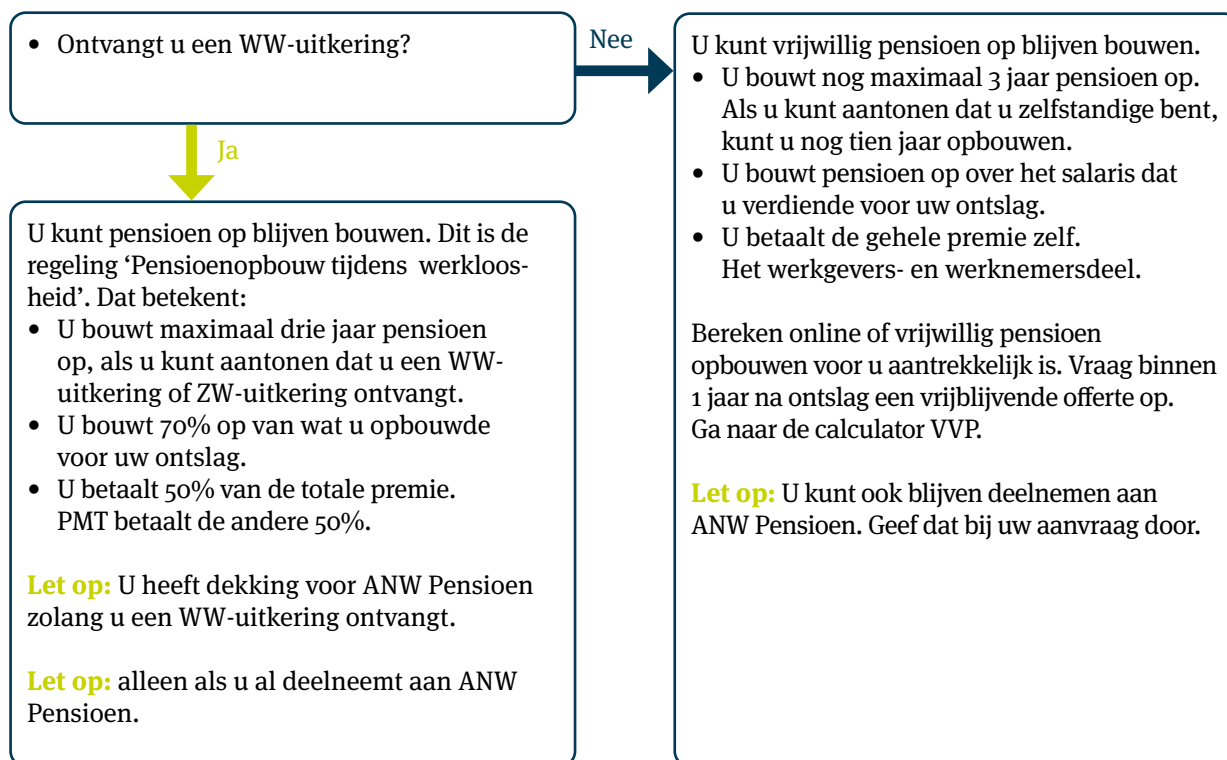 • Ontvangt u een WW-uitkering?
Nee
Ja
U kunt pensioen op blijven bouwen. Dit is de
regeling ‘Pensioenopbouw tijdens werkloos-
heid’. Dat betekent:
• U bouwt maximaal drie jaar pensioen
op, als u kunt aantonen dat u een WW-
uitkering of ZW-uitkering ontvangt.
• U bouwt 70% op van wat u opbouwde
voor uw ontslag.
• U betaalt 50% van de totale premie.
PMT betaalt de andere 50%.
Let op: U heeft dekking voor ANW Pensioen
zolang u een WW-uitkering ontvangt.
Let op: alleen als u al deelneemt aan ANW
Pensioen.
U kunt vrijwillig pensioen op blijven bouwen.
• U bouwt nog maximaal 3 jaar pensioen op.
Als u kunt aantonen dat u zelfstandige bent,
kunt u nog tien jaar opbouwen.
• U bouwt pensioen op over het salaris dat
u verdiende voor uw ontslag.
• U betaalt de gehele premie zelf.
Het werkgevers- en werknemersdeel.
Bereken online of vrijwillig pensioen
opbouwen voor u aantrekkelijk is. Vraag binnen
1 jaar na ontslag een vrijblijvende offerte op.
Ga naar de calculator VVP.
Let op: U kunt ook blijven deelnemen aan
ANW Pensioen. Geef dat bij uw aanvraag door.